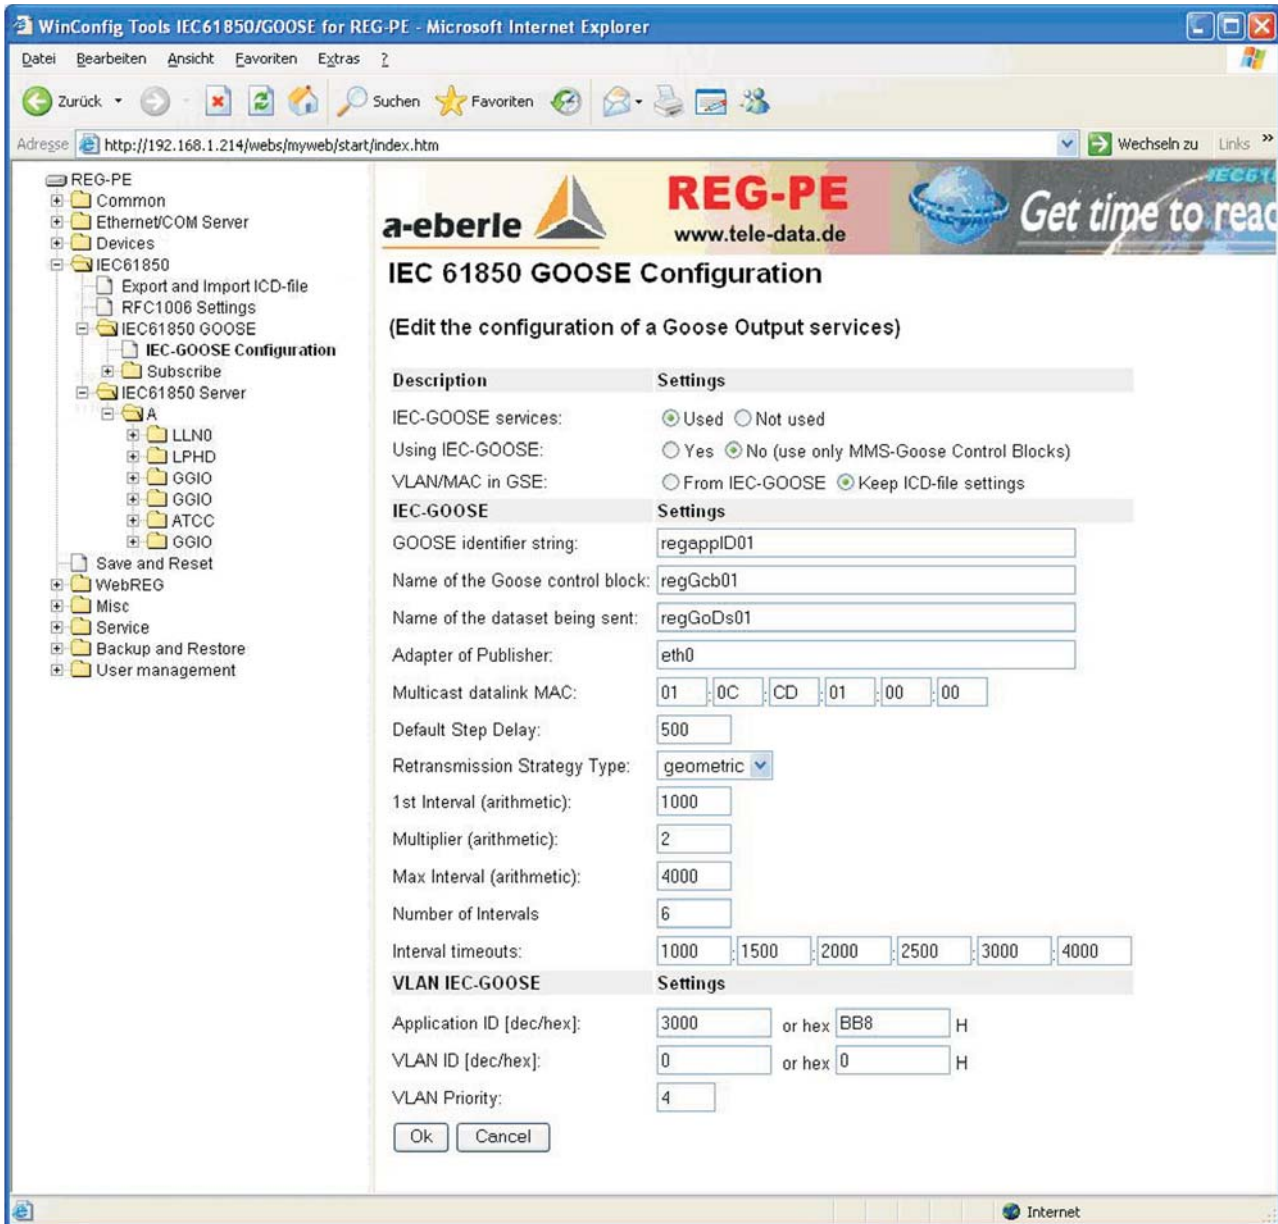 WinConfig Tools IEC61850/GOOSE for REG-PE - Microsoft Internet Explorer
Datei Bearbeiten Ansicht Favoriten Extras ?
Zurück Suchen Favoriten
Adresse http://192.168.1.214/webs/myweb/start/index.htm Wechseln zu Links »
REG-PE
Common
Ethernet/COM Server
Devices
IEC61850
Export and Import ICD-file
RFC1006 Settings
IEC61850 GOOSE
IEC-GOOSE Configuration
Subscribe
IEC61850 Server
A
LLN0
LPHD
GGIO
GGIO
ATCC
GGIO
Save and Reset
WebREG
Misc
Service
Backup and Restore
User management
a-eberle
REG-PE
www.tele-data.de
Get time to read
IEC 61850 GOOSE Configuration
(Edit the configuration of a Goose Output services)
Description Settings
IEC-GOOSE services: Used Not used
Using IEC-GOOSE: Yes No (use only MMS-Goose Control Blocks)
VLAN/MAC in GSE: From IEC-GOOSE Keep ICD-file settings
IEC-GOOSE Settings
GOOSE identifier string: regappID01
Name of the Goose control block: regGcb01
Name of the dataset being sent: regGoDs01
Adapter of Publisher: eth0
Multicast datalink MAC: 01 : 0C : CD : 01 : 00 : 00
Default Step Delay: 500
Retransmission Strategy Type: geometric
1st Interval (arithmetic): 1000
Multiplier (arithmetic): 2
Max Interval (arithmetic): 4000
Number of Intervals 6
Interval timeouts: 1000 : 1500 : 2000 : 2500 : 3000 : 4000
VLAN IEC-GOOSE Settings
Application ID [dec/hex]: 3000 or hex BB8 H
VLAN ID [dec/hex]: 0 or hex 0 H
VLAN Priority: 4
Ok Cancel
Internet